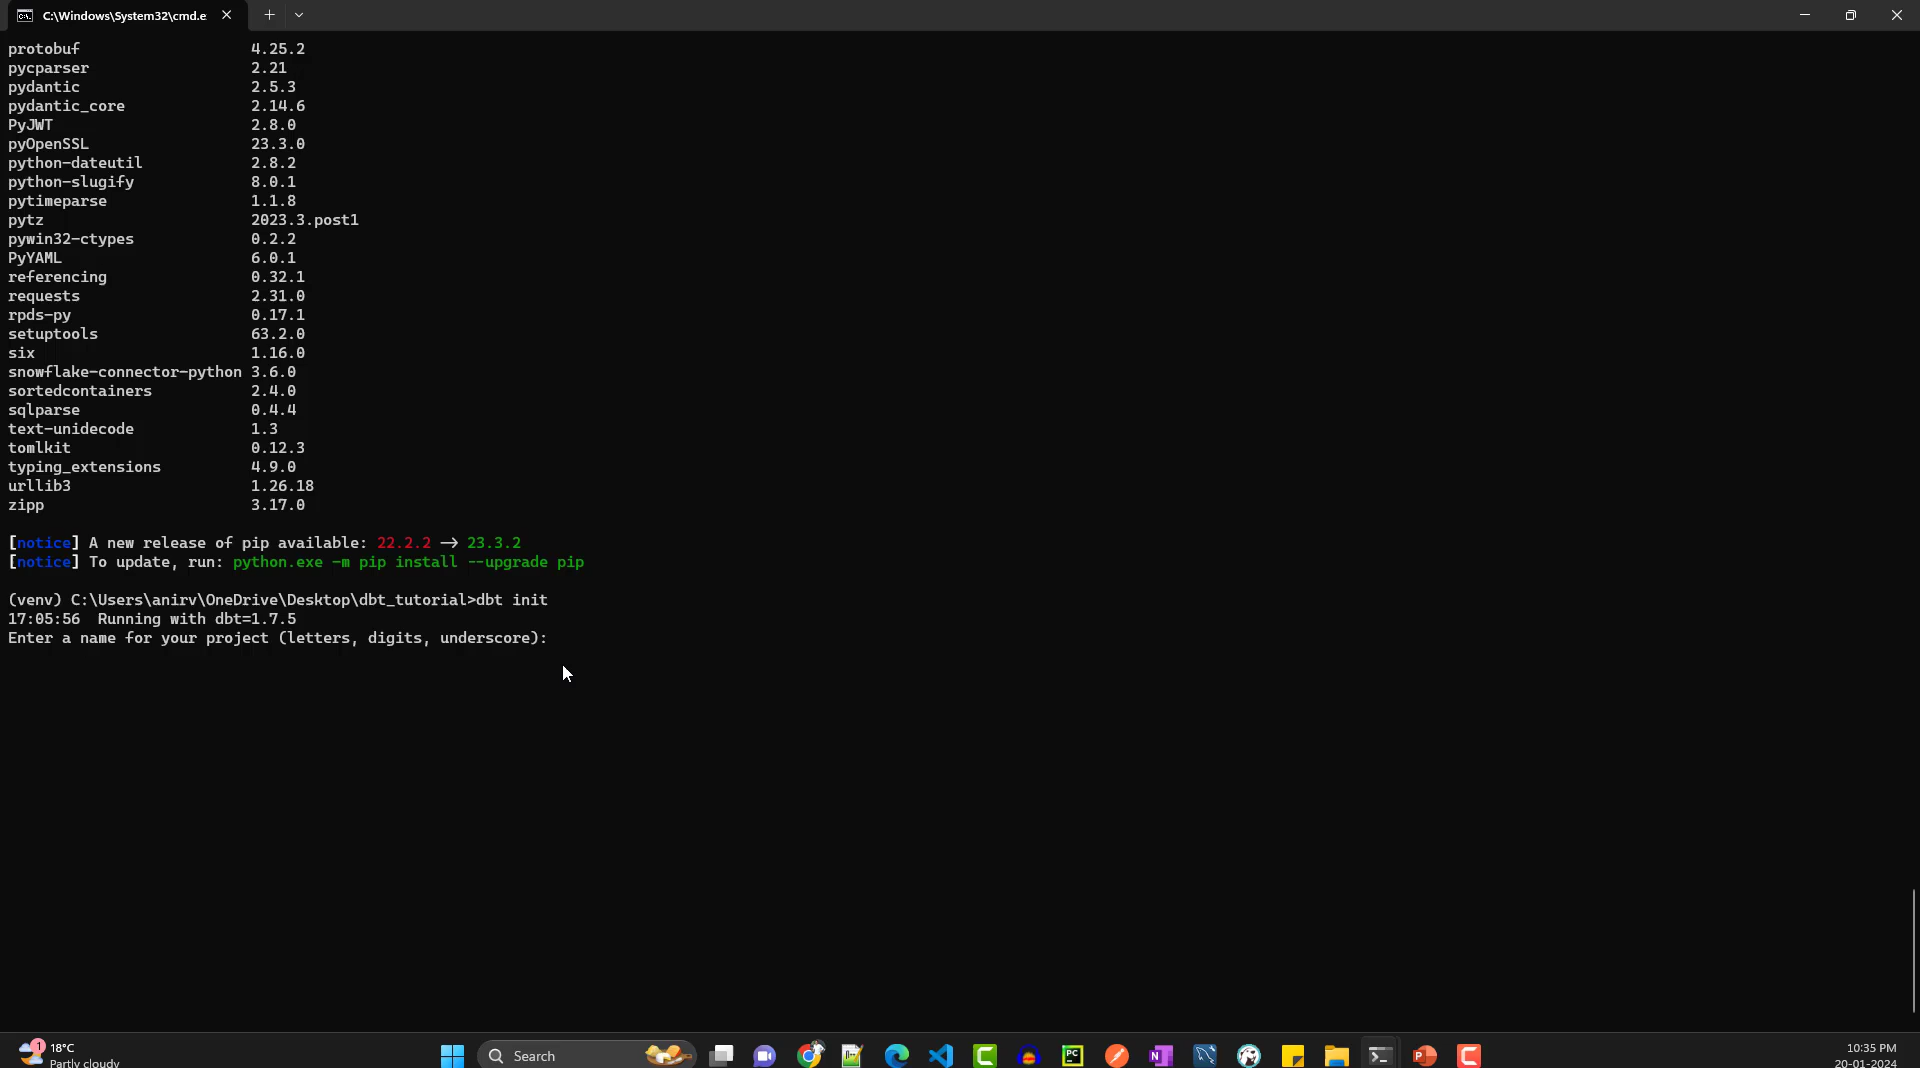 C:\Windows\System32\cmd.e
protobuf 4.25.2
pycparser 2.21
pydantic 2.5.3
pydantic_core 2.14.6
PyJWT 2.8.0
pyOpenSSL 23.3.0
python-dateutil 2.8.2
python-slugify 8.0.1
pytimeparse 1.1.8
pytz 2023.3.post1
pywin32-ctypes 0.2.2
PyYAML 6.0.1
referencing 0.32.1
requests 2.31.0
rpds-py 0.17.1
setuptools 63.2.0
six 1.16.0
snowflake-connector-python 3.6.0
sortedcontainers 2.4.0
sqlparse 0.4.4
text-unidecode 1.3
tomlkit 0.12.3
typing_extensions 4.9.0
urllib3 1.26.18
zipp 3.17.0
[notice] A new release of pip available: 22.2.2 -> 23.3.2
[notice] To update, run: python.exe -m pip install --upgrade pip
(venv) C:\Users\anirv\OneDrive\Desktop\dbt_tutorial>dbt init
17:05:56 Running with dbt=1.7.5
Enter a name for your project (letters, digits, underscore):
1
18°C
Partly cloudy
Search
PC
N
P
10:35 PM
20-01-2024